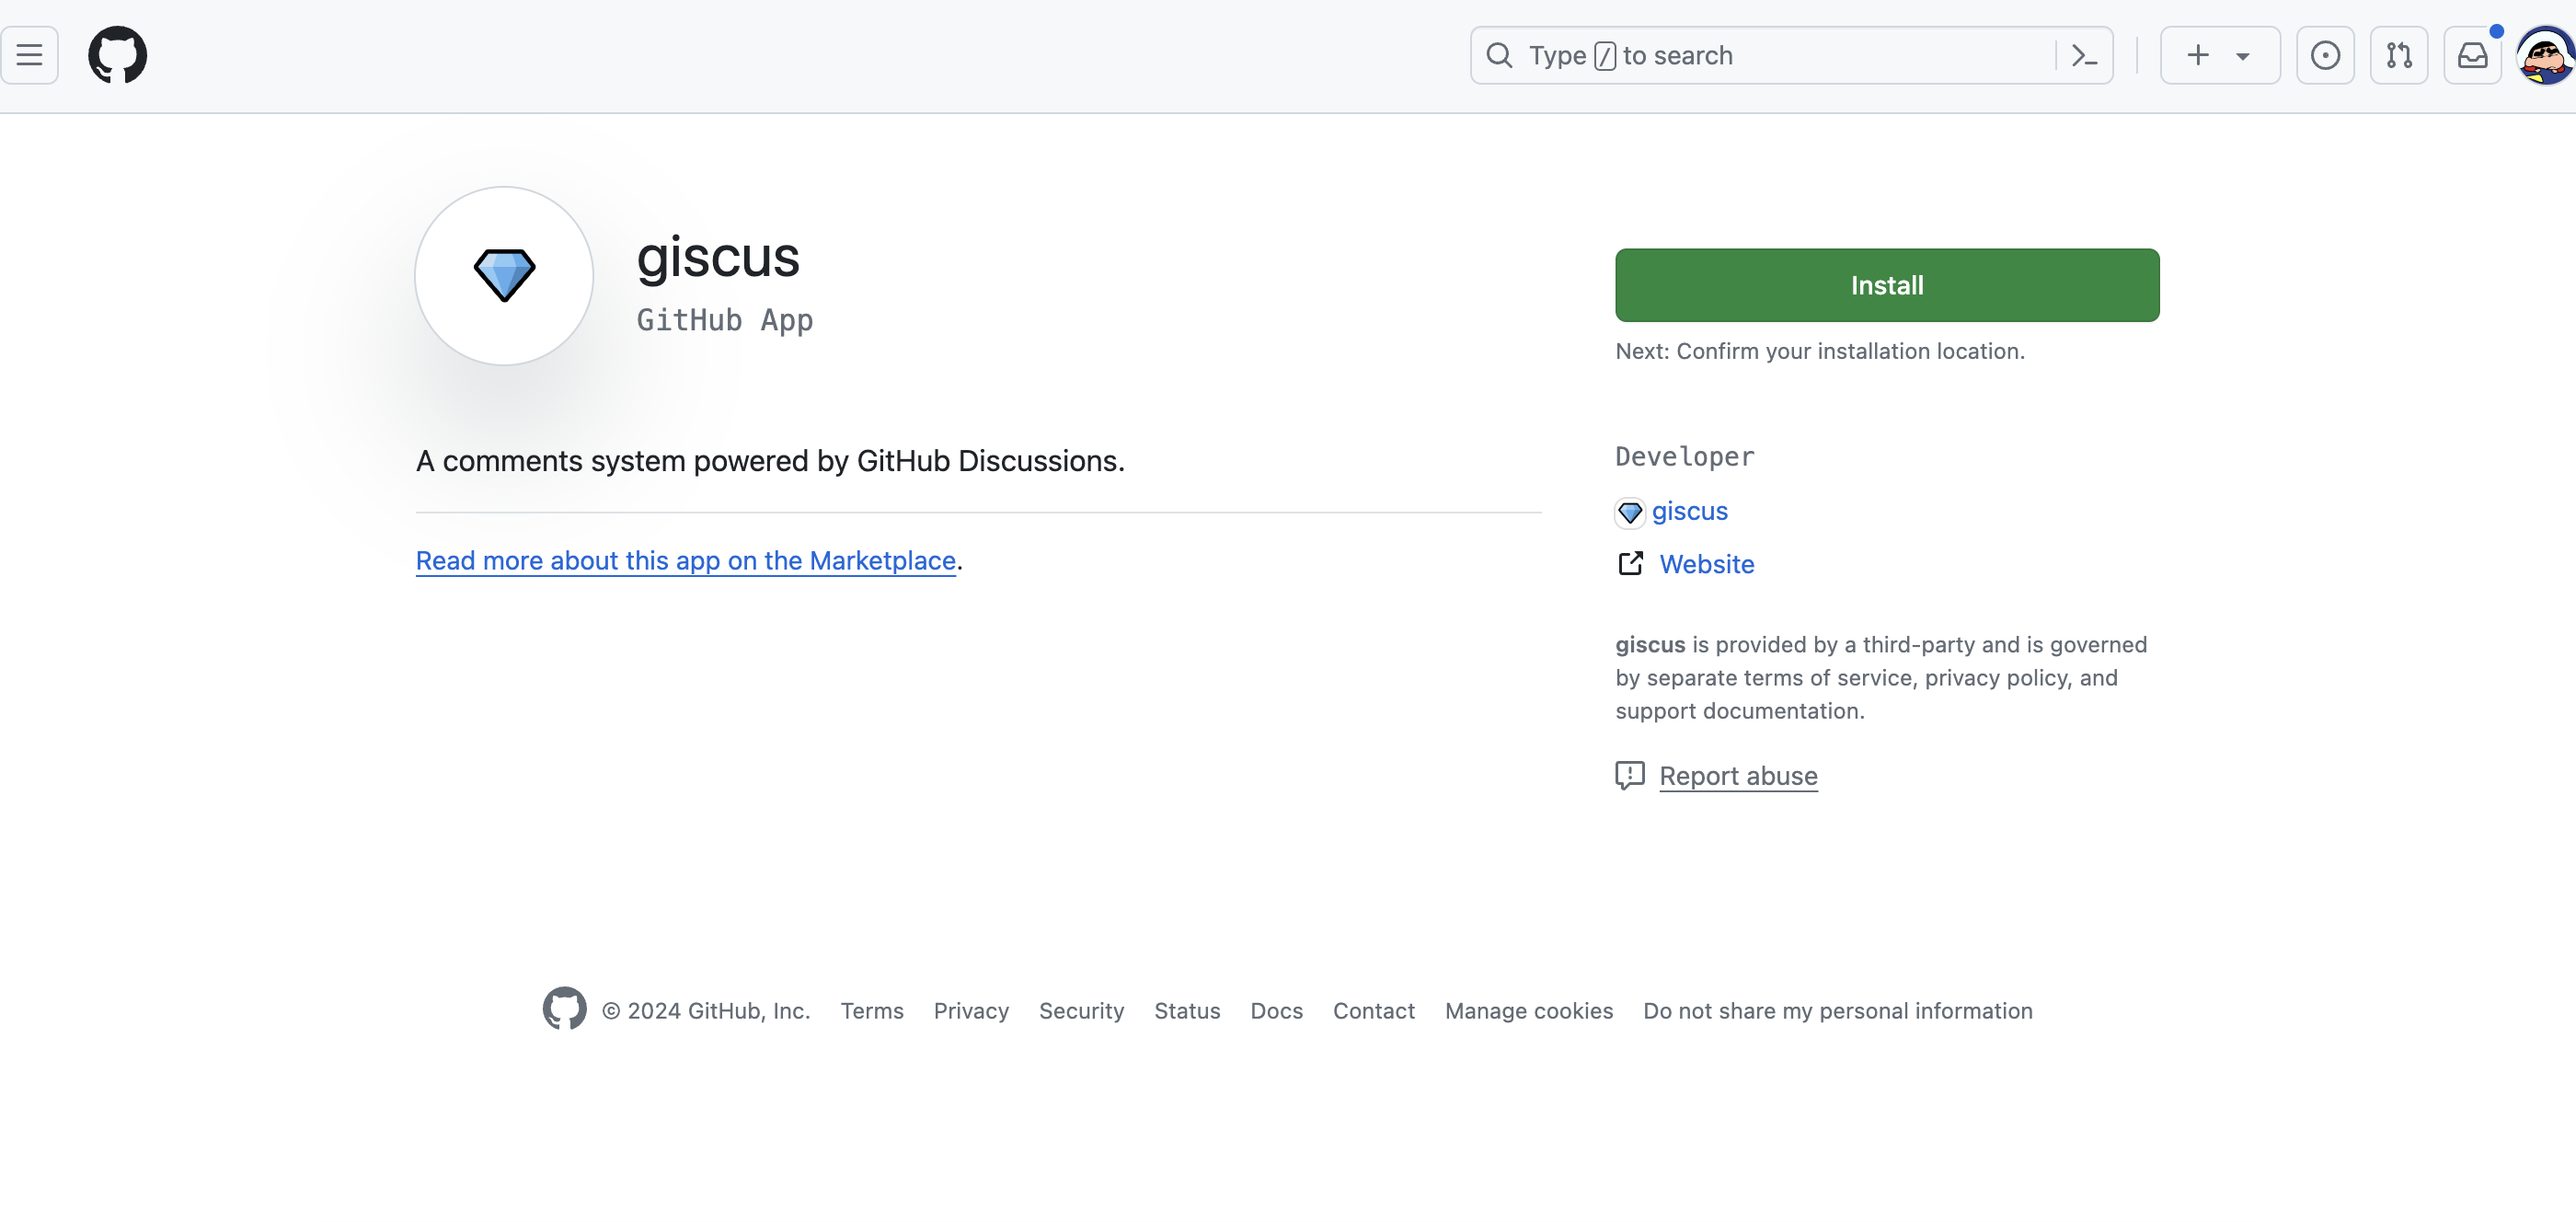 Type / to search
giscus
GitHub App
Install
Next: Confirm your installation location.
A comments system powered by GitHub Discussions.
Read more about this app on the Marketplace.
Developer
giscus
Website
giscus is provided by a third-party and is governed
by separate terms of service, privacy policy, and
support documentation.
Report abuse
© 2024 GitHub, Inc. Terms Privacy Security Status Docs Contact Manage cookies Do not share my personal information